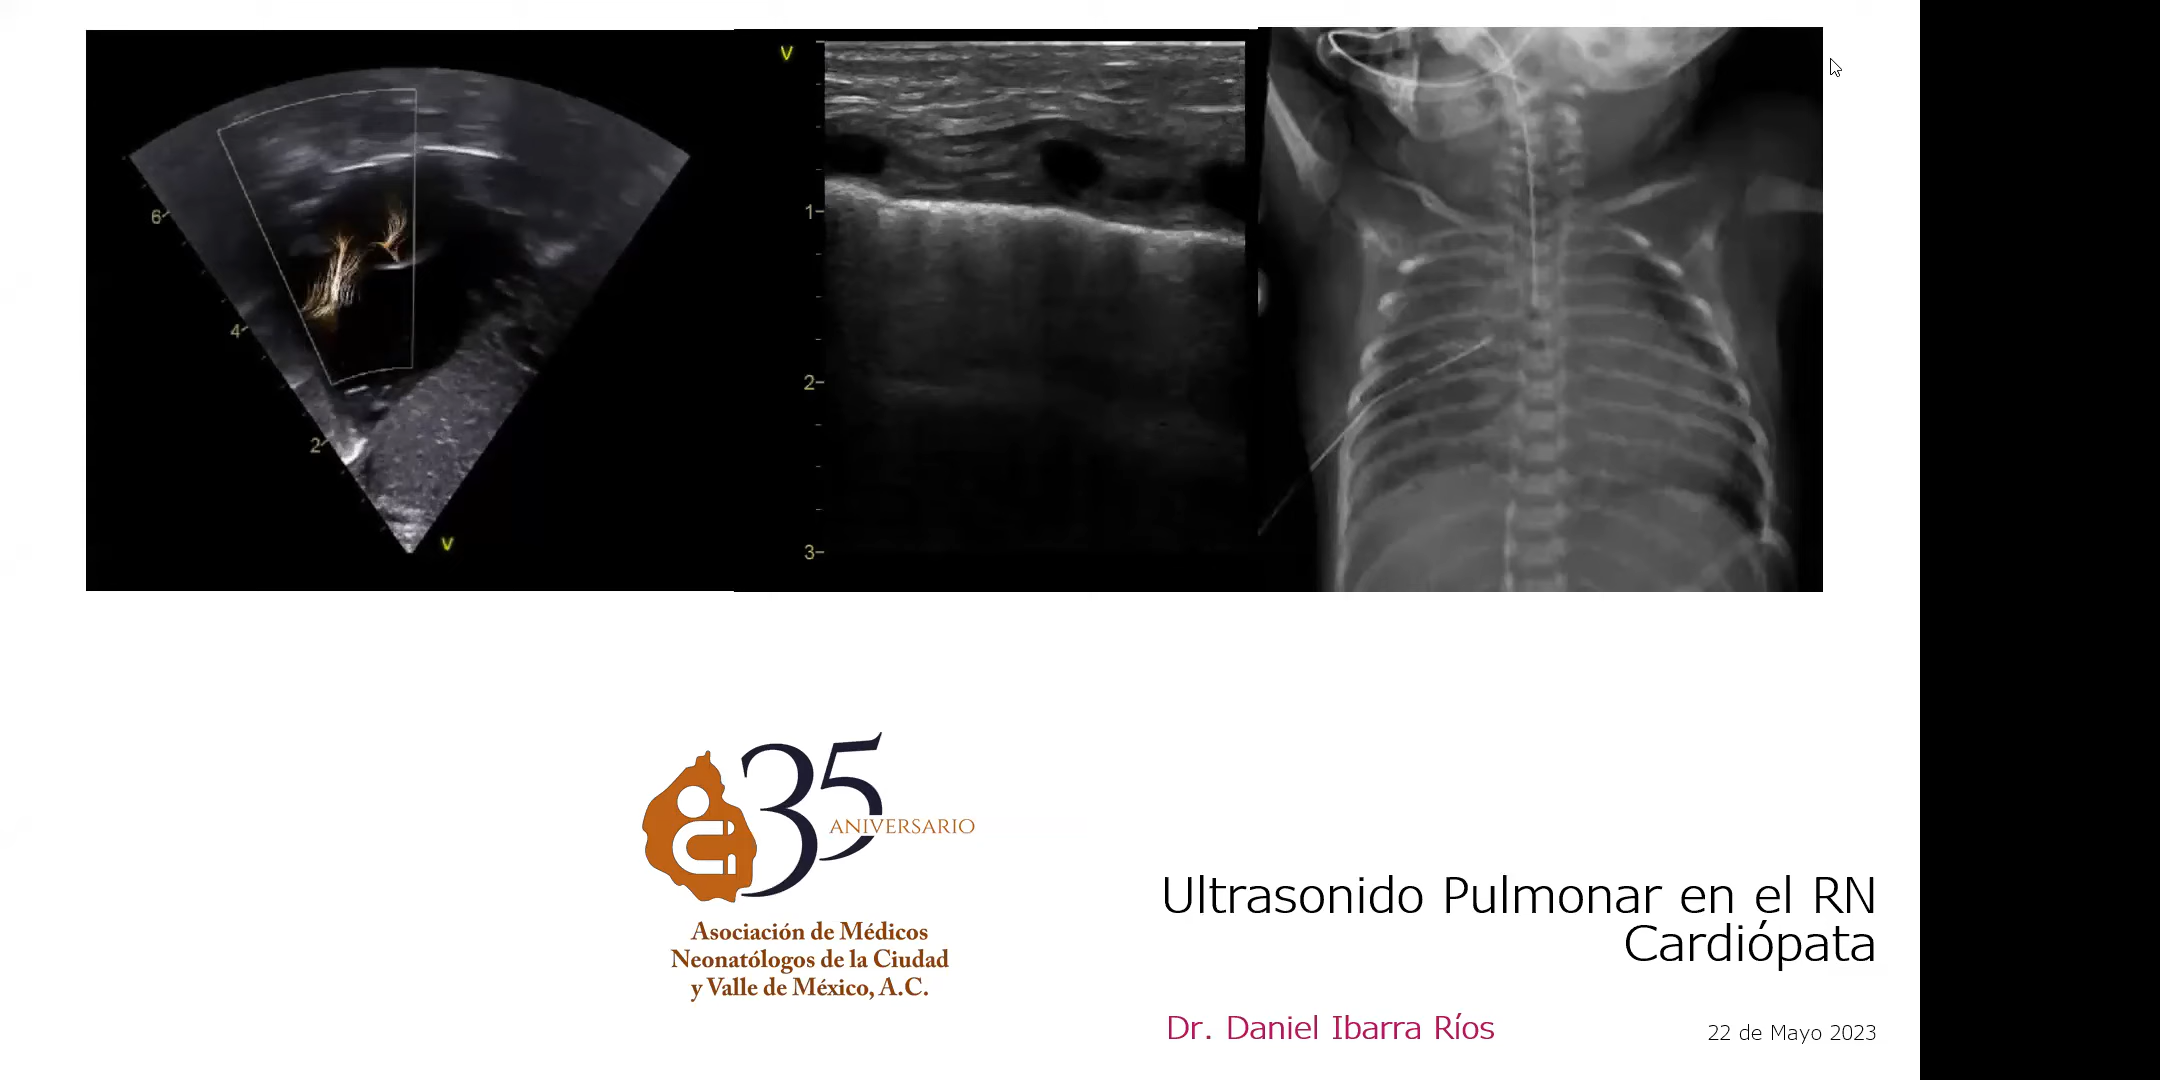 V
6
4
2
V
1
2
3
35
ANIVERSARIO
Asociación de Médicos
Neonatólogos de la Ciudad
y Valle de México, A.C.
Ultrasonido Pulmonar en el RN
Cardiópata
Dr. Daniel Ibarra Ríos
22 de Mayo 2023